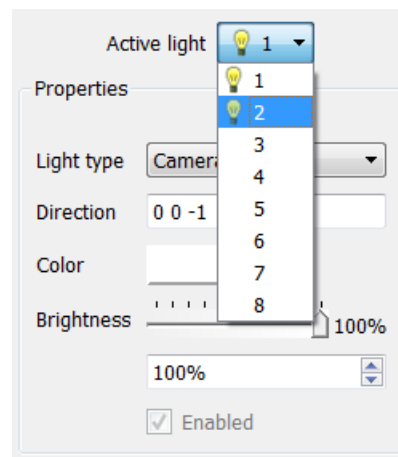 Active light 1
1
Properties
2
3
Light type Camera
4
Direction 0 0 -1
5
6
Color
7
8
Brightness 100%
100%
Enabled